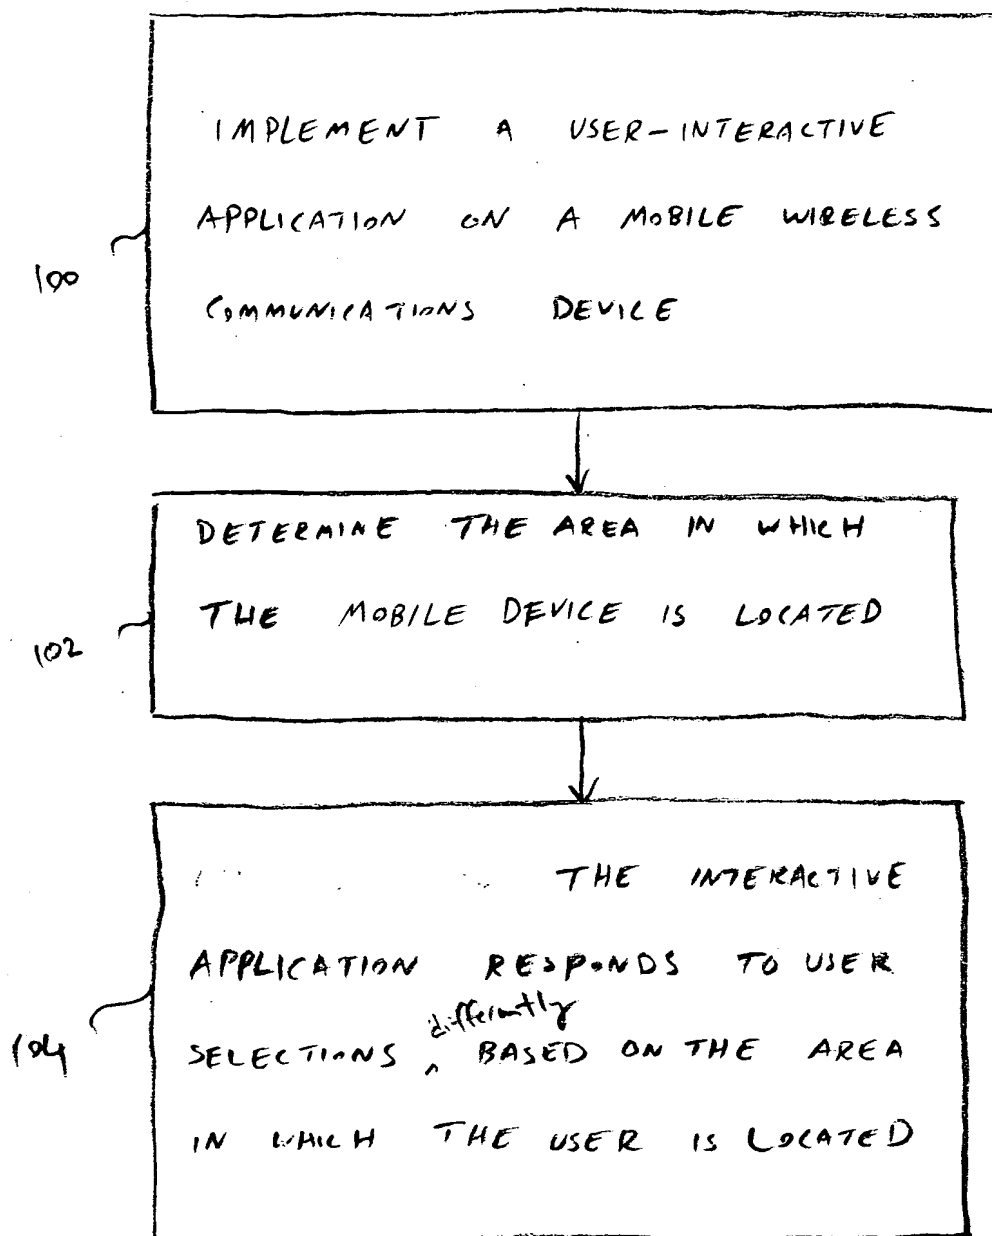 IMPLEMENT A USER-INTERACTIVE
APPLICATION ON A MOBILE WIRELESS
100
COMMUNICATIONS DEVICE
DETERMINE THE AREA IN WHICH
THE MOBILE DEVICE IS LOCATED
102
THE INTERACTIVE
APPLICATION RESPONDS TO USER
differently
104
SELECTIONS ^ BASED ON THE AREA
IN WHICH THE USER IS LOCATED